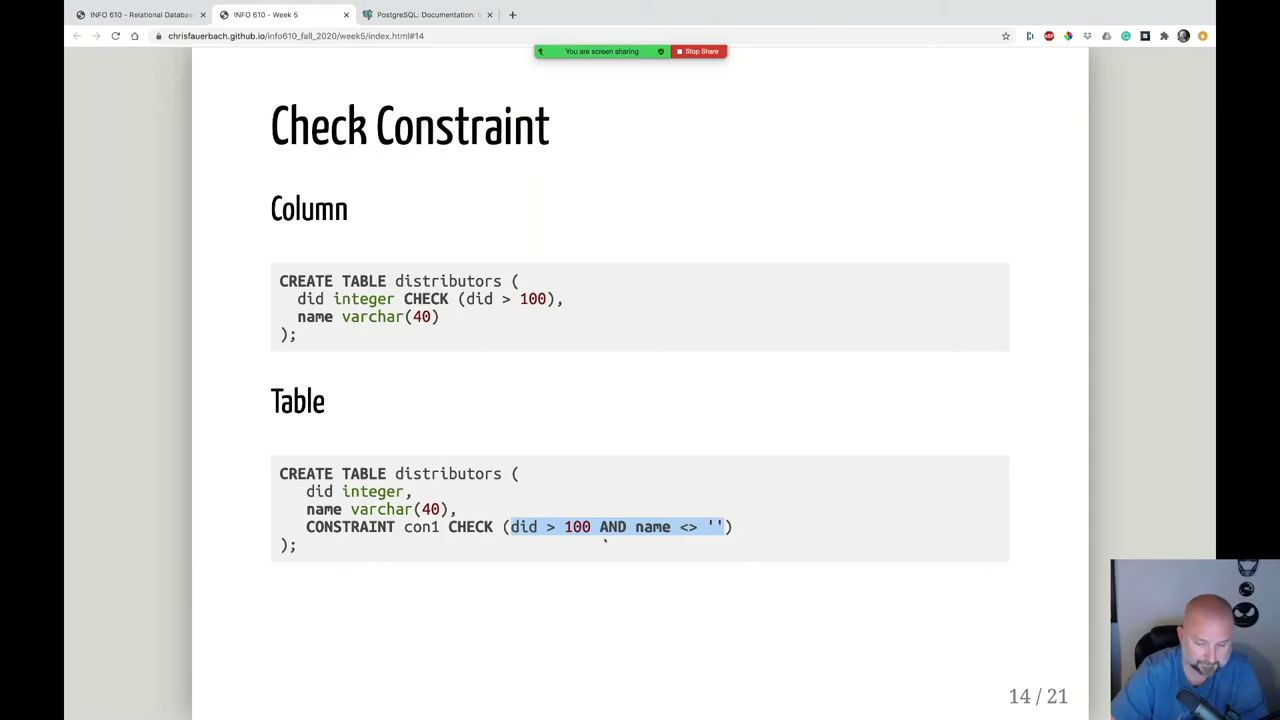 INFO 610 - Relational Databas
INFO 610 - Week 5
PostgreSQL: Documentation:
chrisfauerbach.github.io/info610_fall_2020/week5/index.html#14
You are screen sharing
Stop Share
Check Constraint
Column
CREATE TABLE distributors (
did integer CHECK (did > 100),
name varchar(40)
);
Table
CREATE TABLE distributors (
did integer,
name varchar(40),
CONSTRAINT con1 CHECK (did > 100 AND name <> '')
);
14 / 21